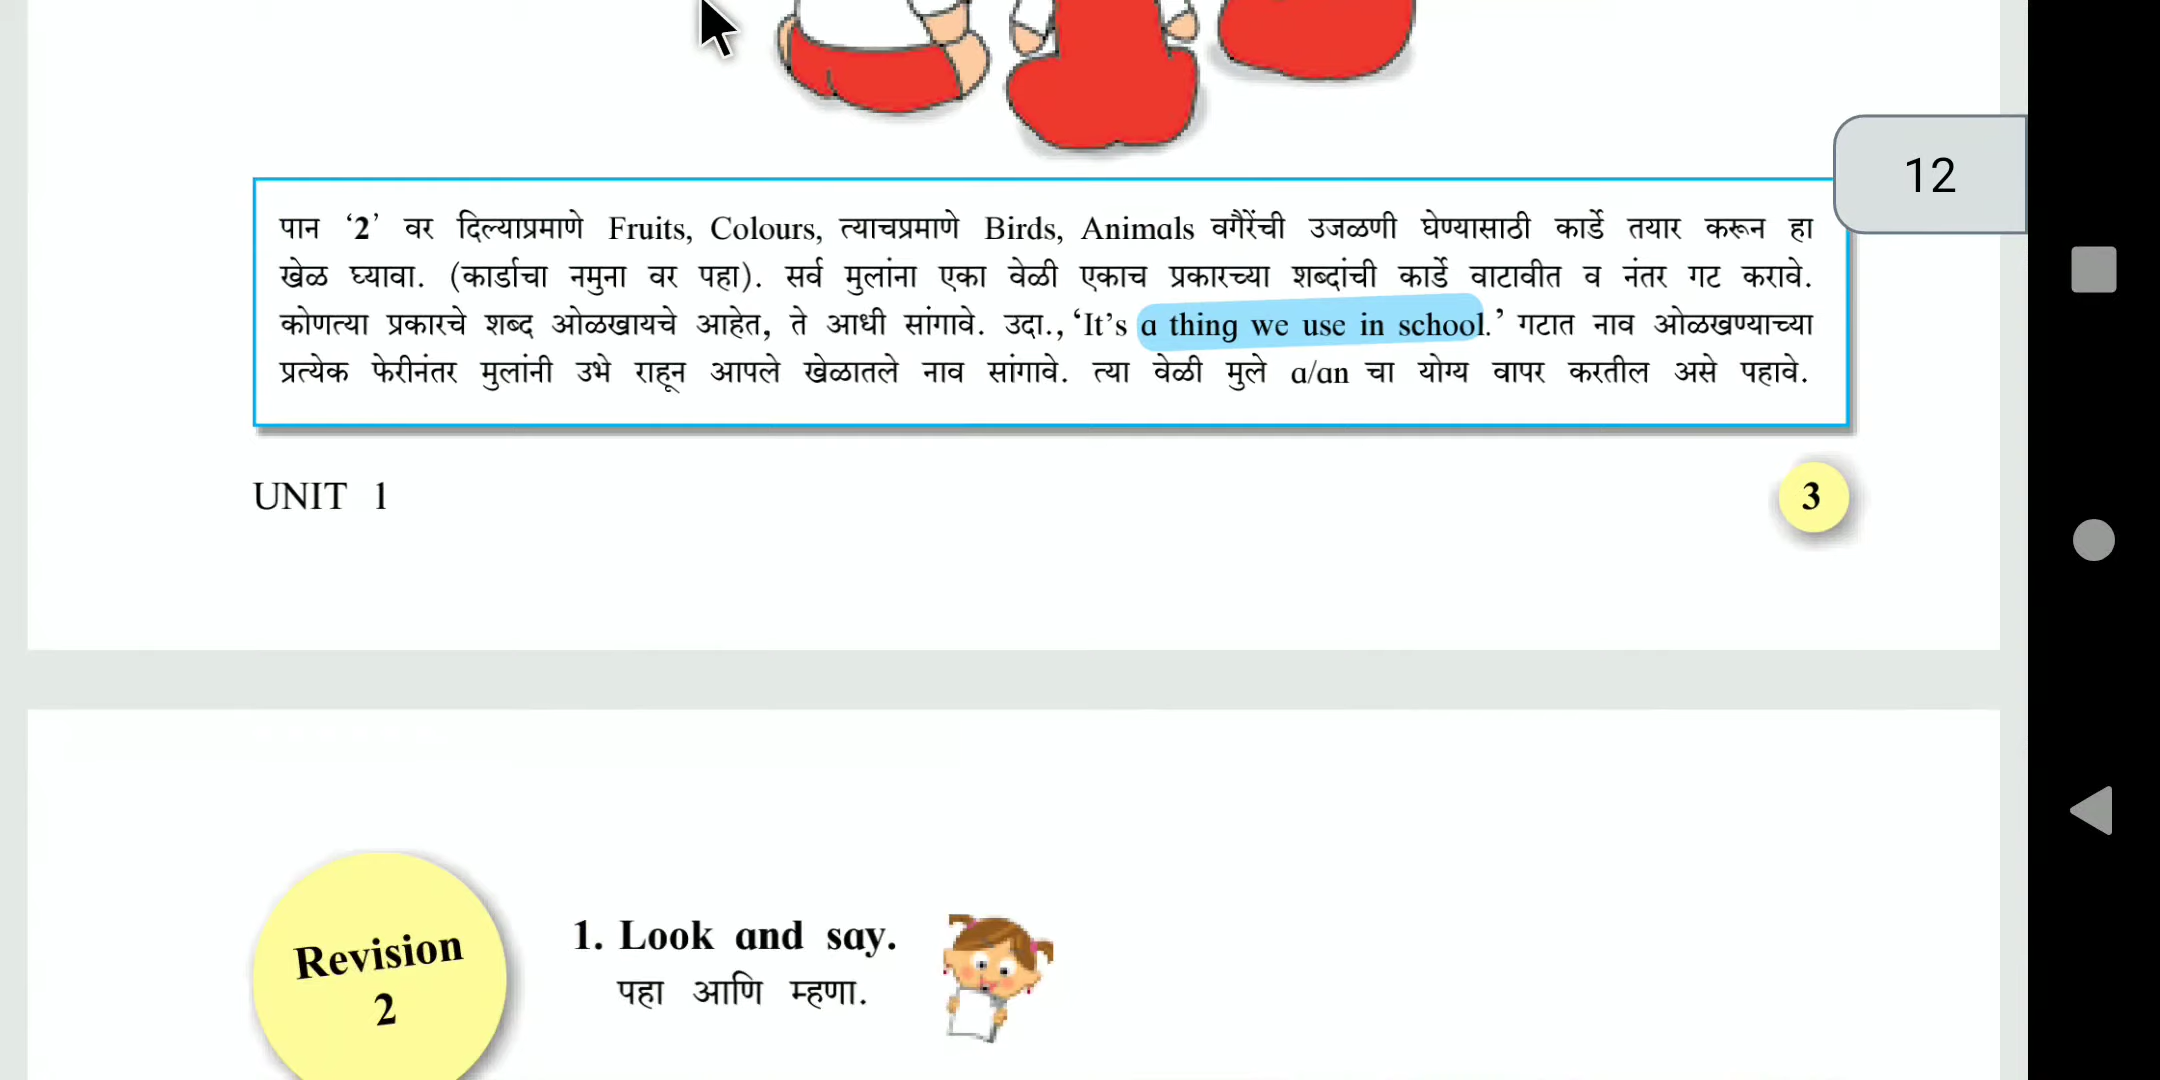 12
पान ‘2’ वर दिल्याप्रमाणे Fruits, Colours, त्याचप्रमाणे Birds, Animals वगैरेंची उजळणी घेण्यासाठी कार्डे तयार करून हा
खेळ घ्यावा. (कार्डाचा नमुना वर पहा). सर्व मुलांना एका वेळी एकाच प्रकारच्या शब्दांची कार्डे वाटावीत व नंतर गट करावे.
कोणत्या प्रकारचे शब्द ओळखायचे आहेत, ते आधी सांगावे. उदा., ‘It’s a thing we use in school.’ गटात नाव ओळखण्याच्या
प्रत्येक फेरीनंतर मुलांनी उभे राहून आपले खेळातले नाव सांगावे. त्या वेळी मुले a/an चा योग्य वापर करतील असे पहावे.
UNIT 1
3
Revision
2
1. Look and say.
पहा आणि म्हणा.